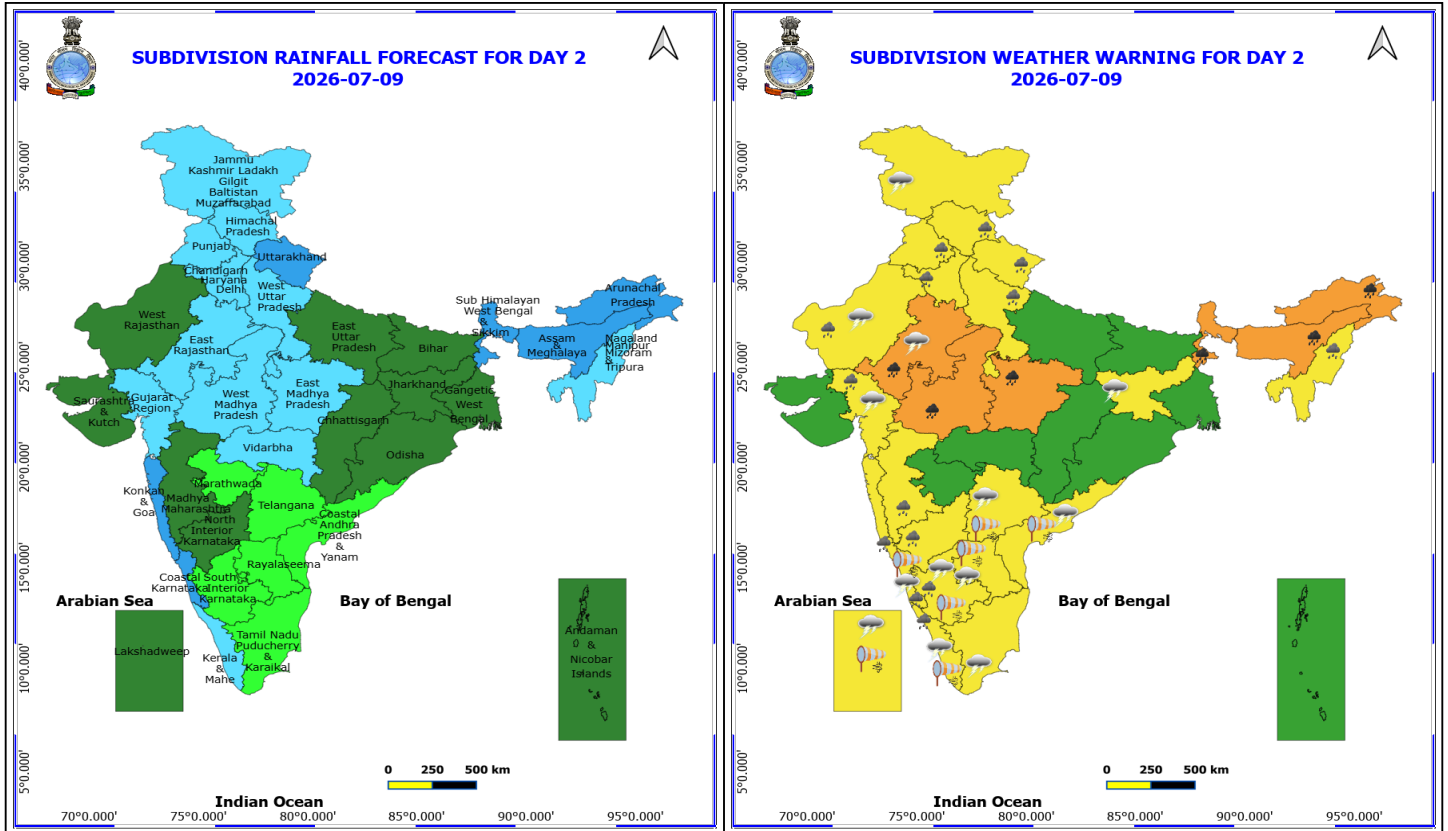 SUBDIVISION RAINFALL FORECAST FOR DAY 2
2026-07-09
40°0.000'
35°0.000'
30°0.000'
25°0.000'
20°0.000'
15°0.000'
10°0.000'
5°0.000'
Jammu
Kashmir Ladakh
Gilgit
Baltistan
Muzaffarabad
Himachal
Pradesh
Punjab
Uttarakhand
Chandigarh
Haryana
Delhi
West
Uttar
Pradesh
West
Rajasthan
East
Rajasthan
East
Uttar
Pradesh
Bihar
Sub Himalayan
West Bengal
&
Sikkim
Arunachal
Pradesh
Assam
&
Meghalaya
Nagaland
Manipur
&
Mizoram
Tripura
Saurashtra
&
Kutch
Gujarat
Region
West
Madhya
Pradesh
East
Madhya
Pradesh
Jharkhand
Gangetic
West
Bengal
Chhattisgarh
Odisha
Vidarbha
Konkan
&
Goa
Madhya
Maharashtra
Marathwada
Telangana
North
Interior
Karnataka
Coastal
Andhra
Pradesh
&
Yanam
Rayalaseema
Coastal
Karnataka
South
Interior
Karnataka
Tamil Nadu
Puducherry
&
Karaikal
Kerala
&
Mahe
Arabian Sea
Bay of Bengal
Lakshadweep
Andaman
&
Nicobar
Islands
0 250 500 km
Indian Ocean
70°0.000' 75°0.000' 80°0.000' 85°0.000' 90°0.000' 95°0.000'
SUBDIVISION WEATHER WARNING FOR DAY 2
2026-07-09
40°0.000'
35°0.000'
30°0.000'
25°0.000'
20°0.000'
15°0.000'
10°0.000'
5°0.000'
Arabian Sea
Bay of Bengal
0 250 500 km
Indian Ocean
70°0.000' 75°0.000' 80°0.000' 85°0.000' 90°0.000' 95°0.000'